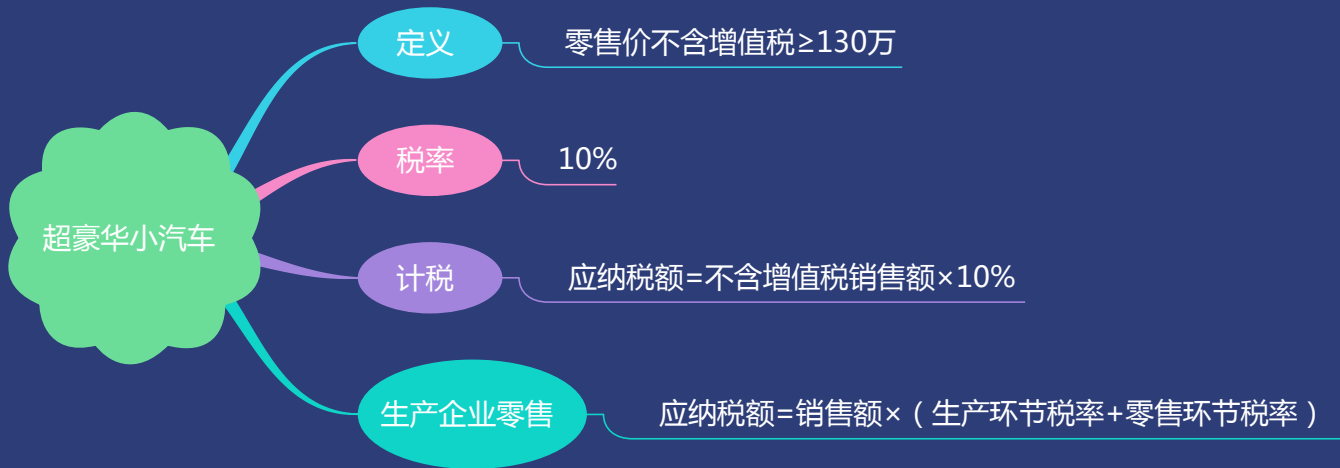 定义
零售价不含增值税≥130万
税率
10%
超豪华小汽车
计税
应纳税额=不含增值税销售额×10%
生产企业零售
应纳税额=销售额×（生产环节税率+零售环节税率）